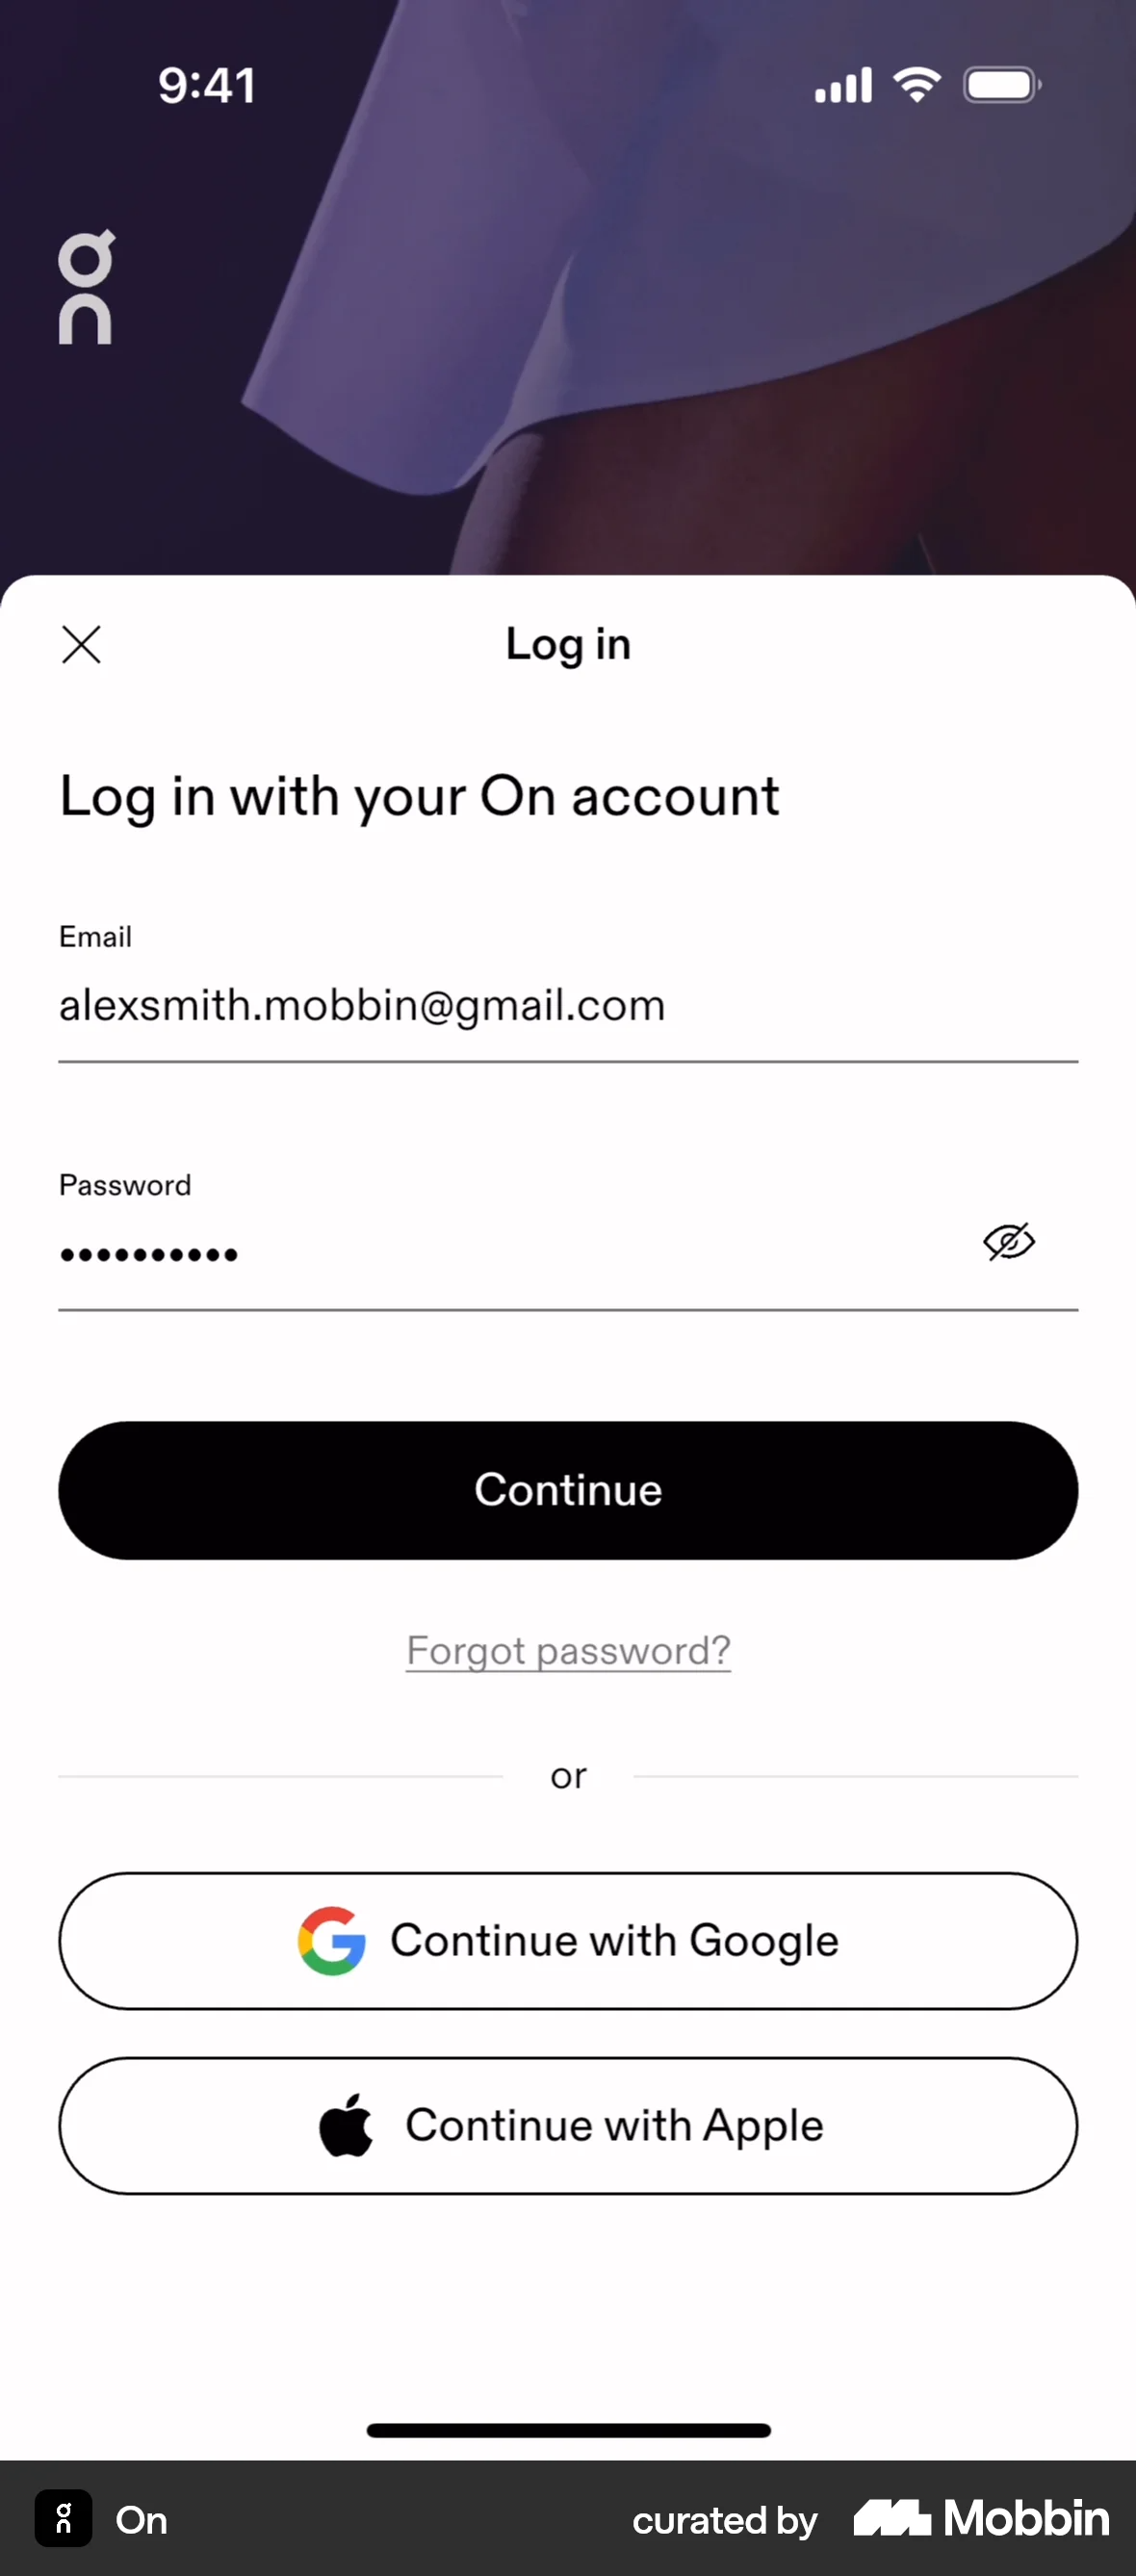 9:41
On
Log in
Log in with your On account
Email
alexsmith.mobbin@gmail.com
Password
••••••••••
Continue
Forgot password?
or
Continue with Google
Continue with Apple
On
On
curated by Mobbin